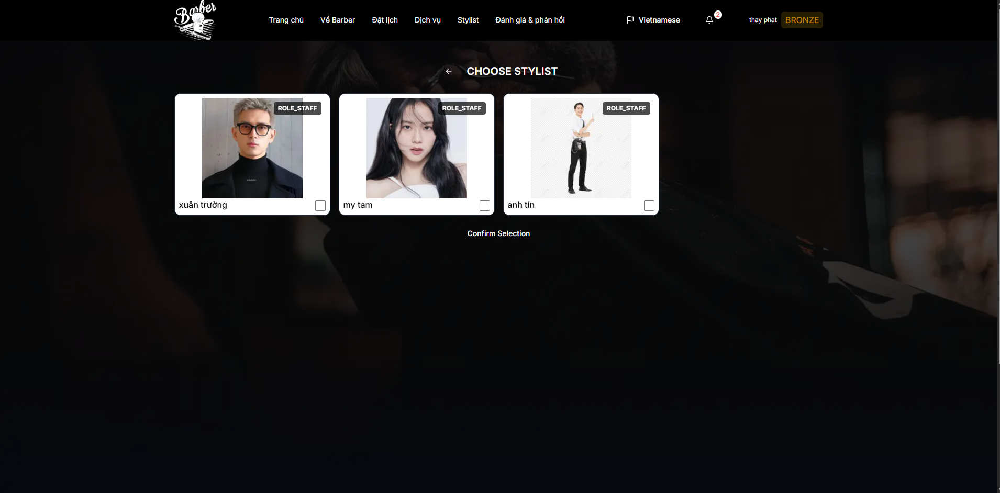 Barber
Trang chủ
Về Barber
Đặt lịch
Dịch vụ
Stylist
Đánh giá & phản hồi
Vietnamese
2
thay phat
BRONZE
CHOOSE STYLIST
ROLE_STAFF
ROLE_STAFF
ROLE_STAFF
xuân trường
my tam
anh tín
Confirm Selection